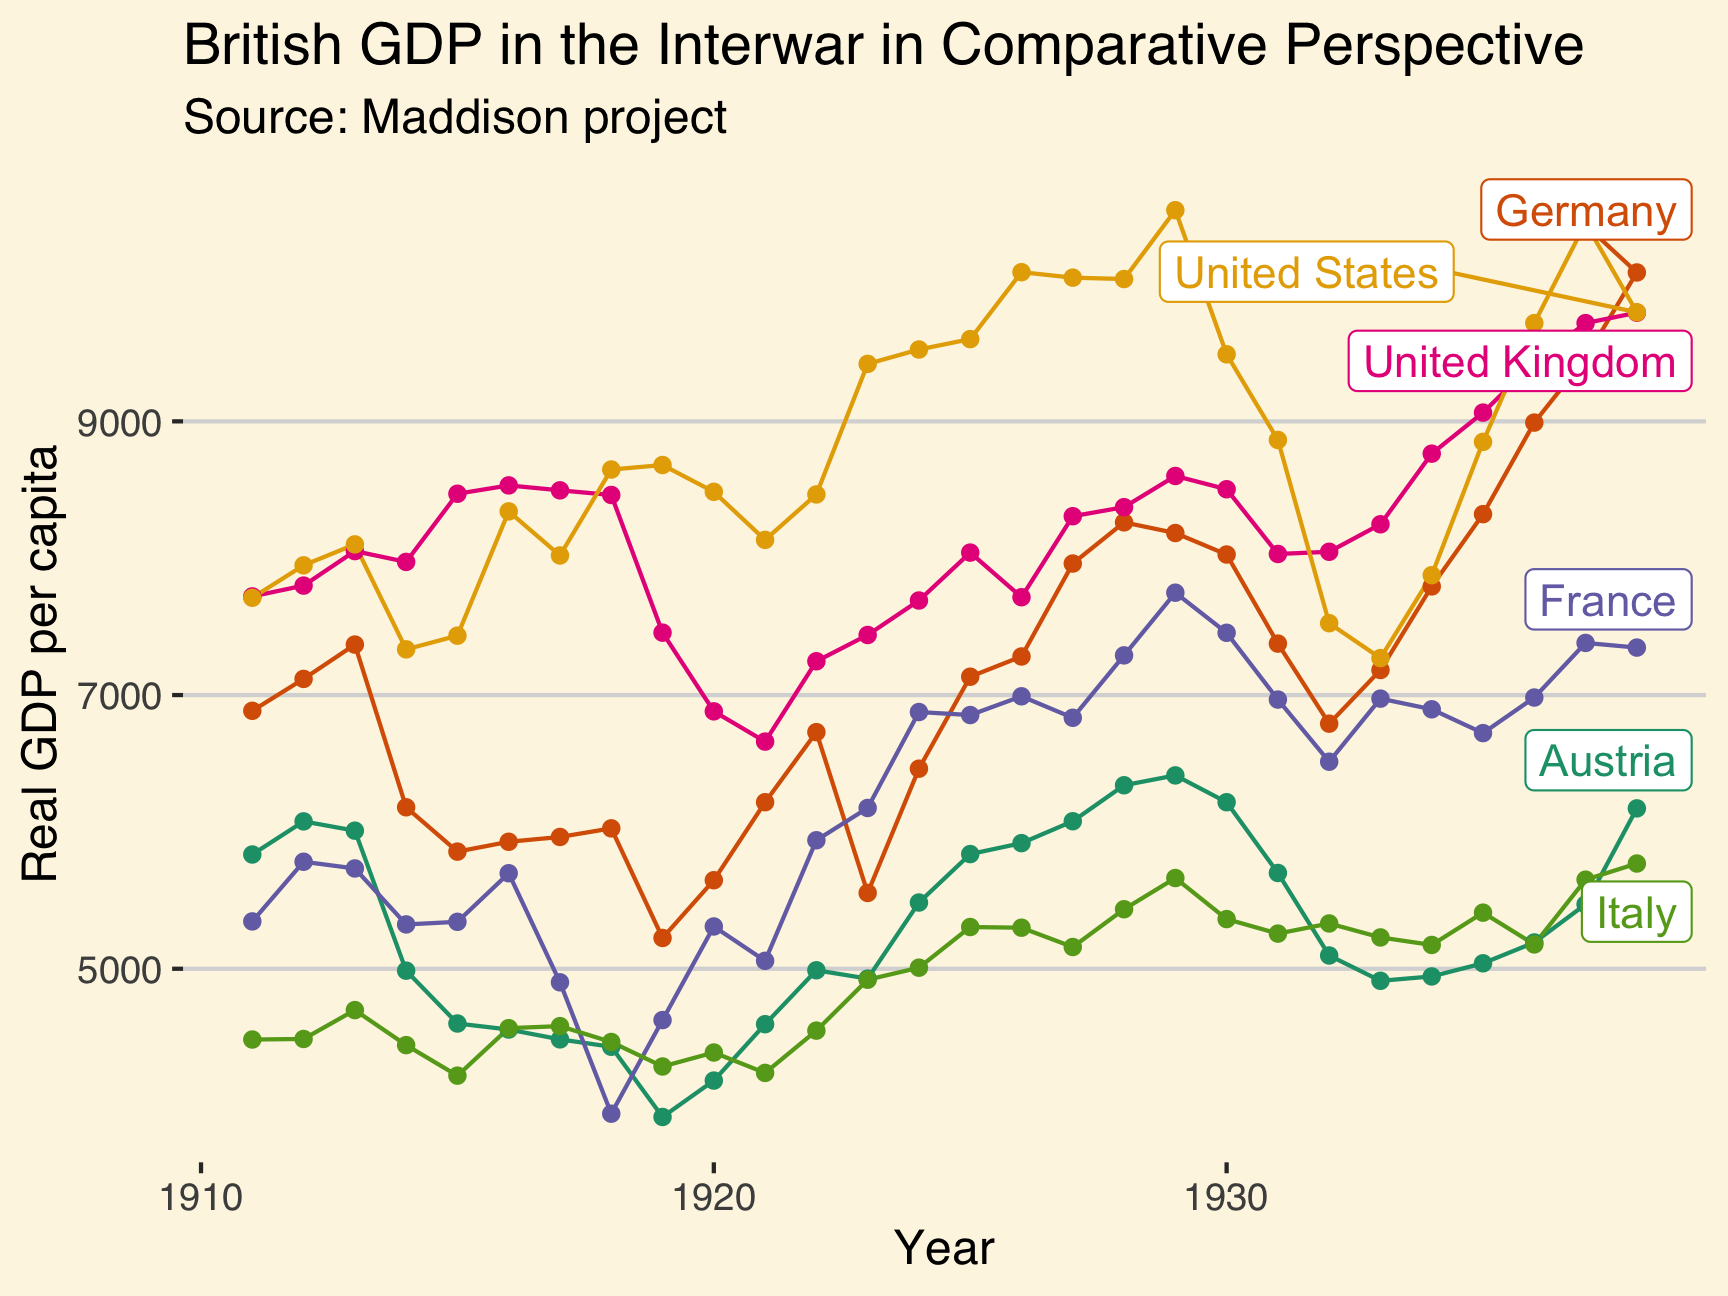 British GDP in the Interwar in Comparative Perspective
Source: Maddison project
Germany
United States
United Kingdom
9000
France
7000
Austria
Italy
5000
Real GDP per capita
1910 1920 1930
Year